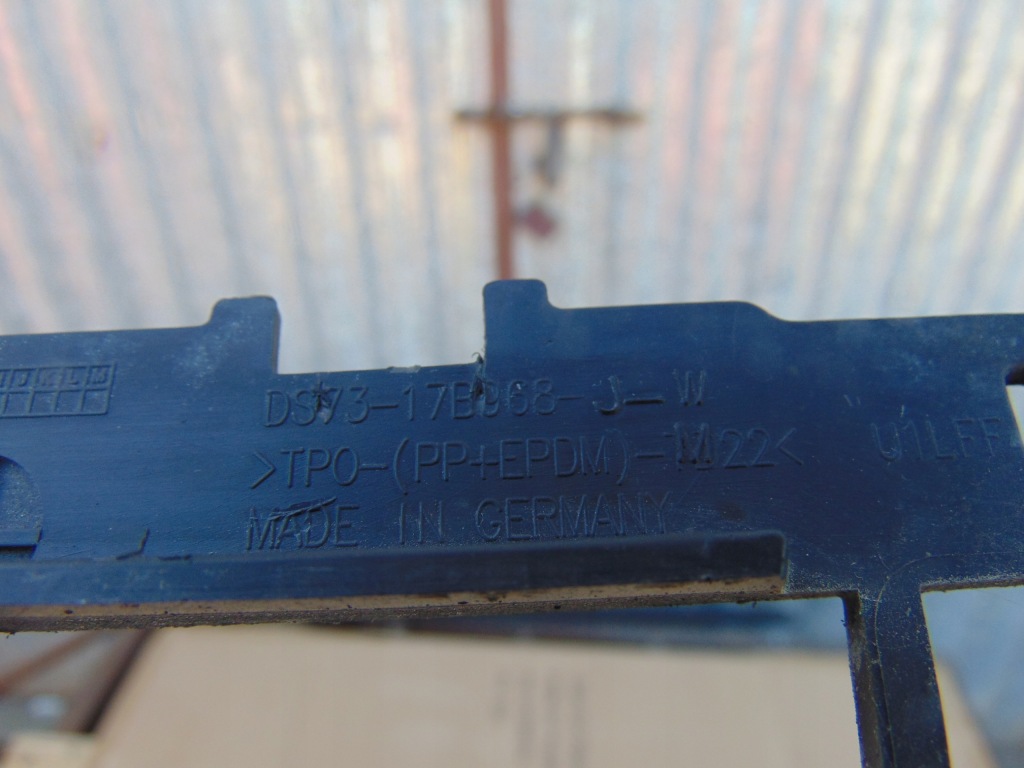 DS73-17B968-J-W
>TPO-(PP+EPDM)-M22<
MADE IN GERMANY